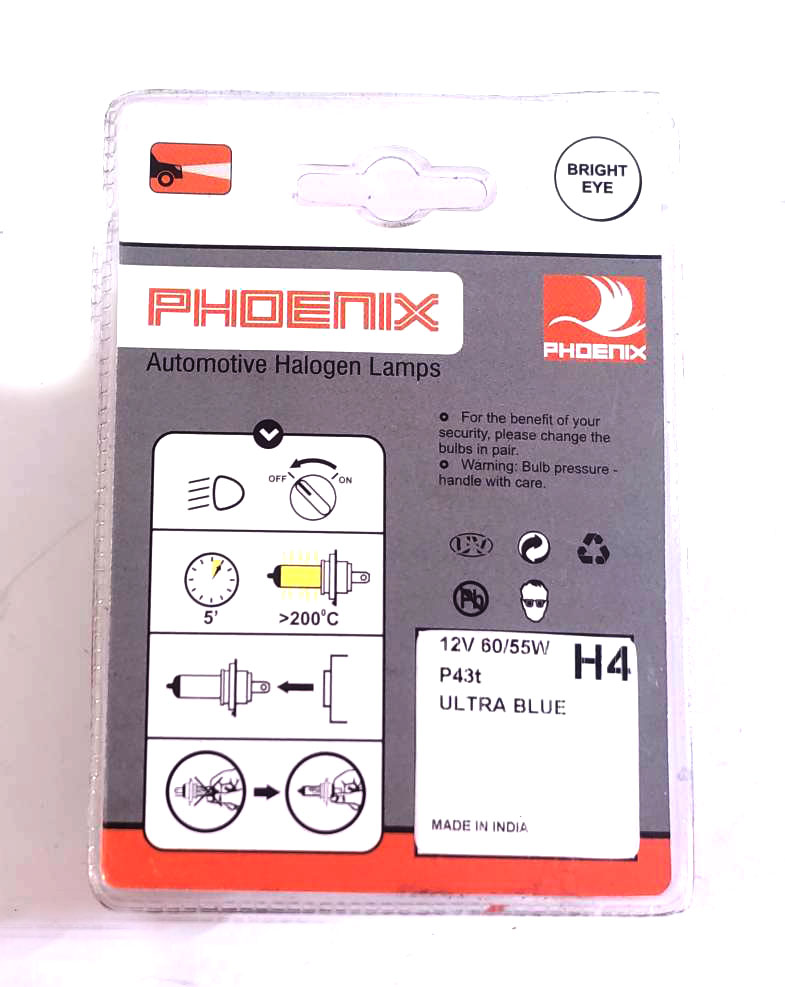 BRIGHT
EYE
PHOENIX
PHOENIX
Automotive Halogen Lamps
For the benefit of your
security, please change the
bulbs in pair.
Warning: Bulb pressure -
handle with care.
OFF
ON
5'
>200°C
UV
Pb
12V 60/55W
H4
P43t
ULTRA BLUE
MADE IN INDIA